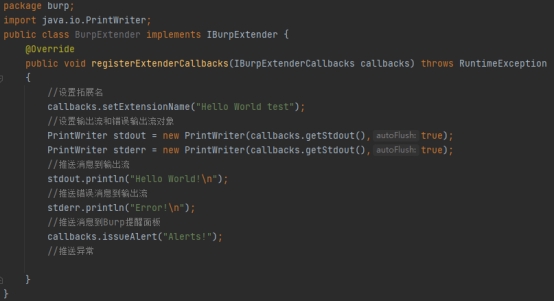 package burp;
import java.io.PrintWriter;
public class BurpExtender implements IBurpExtender {
@Override
public void registerExtenderCallbacks(IBurpExtenderCallbacks callbacks) throws RuntimeException
{
//设置拓展名
callbacks.setExtensionName("Hello World test");
//设置输出流和错误输出流对象
PrintWriter stdout = new PrintWriter(callbacks.getStdout(), autoFlush: true);
PrintWriter stderr = new PrintWriter(callbacks.getStdout(), autoFlush: true);
//推送消息到输出流
stdout.println("Hello World!\n");
//推送错误消息到输出流
stderr.println("Error!\n");
//推送消息到Burp提醒面板
callbacks.issueAlert("Alerts!");
//推送异常
}
}